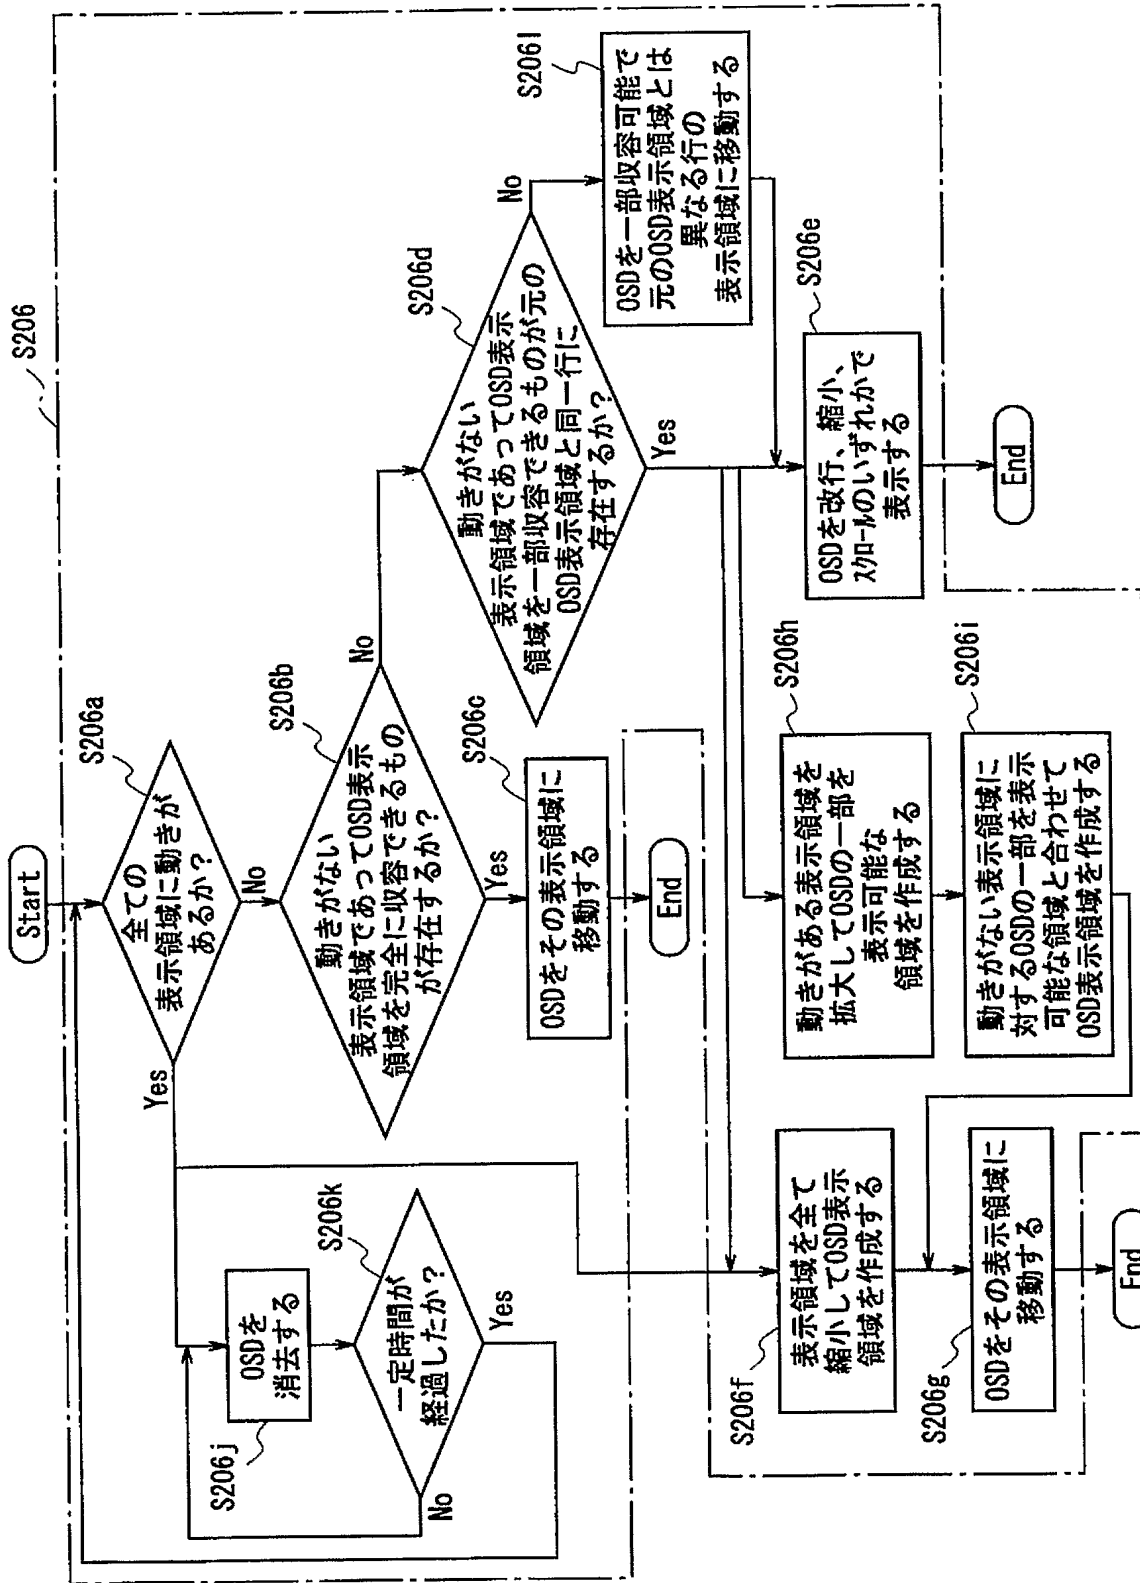 S206
Start
S206a
全ての
表示領域に動きが
あるか?
Yes
No
S206j
OSDを
消去する
S206k
一定時間が
経過したか?
No
Yes
S206b
動きがない
表示領域であってOSD表示
領域を完全に収容できるもの
が存在するか?
No
Yes
S206c
OSDをその表示領域に
移動する
End
S206d
動きがない
表示領域であってOSD表示
領域を一部収容できるものが元の
OSD表示領域と同一行に
存在するか?
No
Yes
S206l
OSDを一部収容可能で
元のOSD表示領域とは
異なる行の
表示領域に移動する
S206e
OSDを改行、縮小、
スクロールのいずれかで
表示する
End
S206f
表示領域を全て
縮小してOSD表示
領域を作成する
S206h
動きがある表示領域を
拡大してOSDの一部を
表示可能な
領域を作成する
S206i
動きがない表示領域に
対するOSDの一部を表示
可能な領域と合わせて
OSD表示領域を作成する
S206g
OSDをその表示領域に
移動する
End